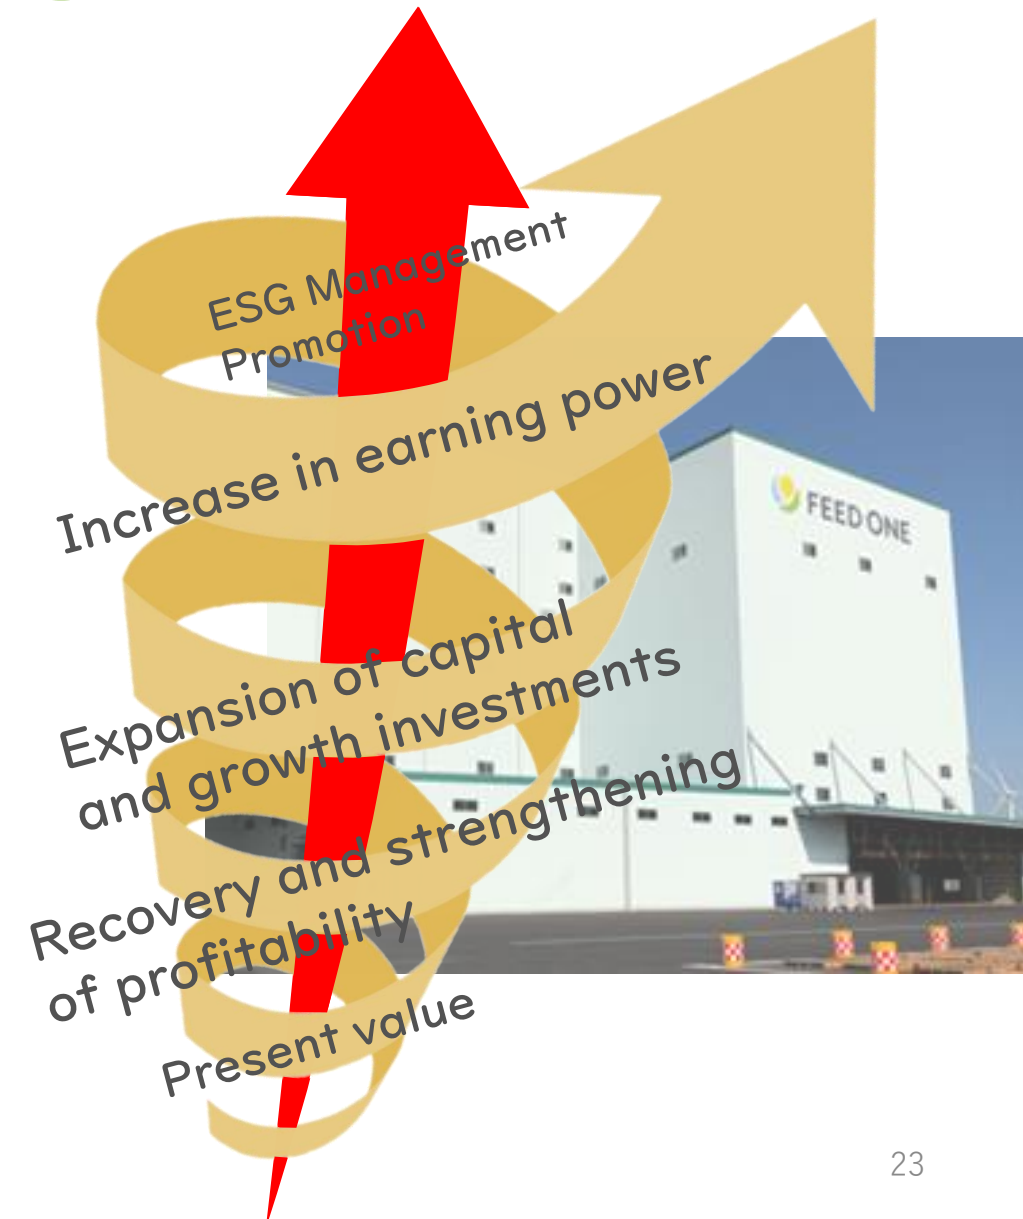 ESG Management
Promotion
Increase in earning power
FEED ONE
Expansion of capital
and growth investments
Recovery and strengthening
of profitability
Present value
23